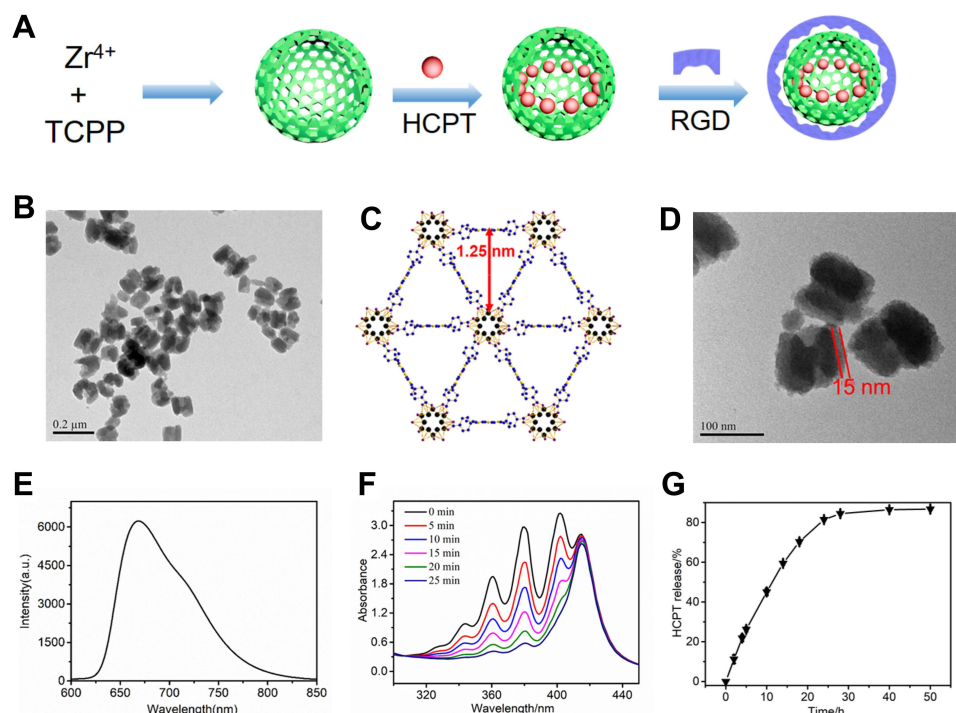 A
Zr4+
+
TCPP
HCPT
RGD
B
0.2 μm
C
1.25 nm
D
15 nm
100 nm
E
Intensity(a.u.)
6000
4500
3000
1500
0
600
650
700
750
800
850
Wavelength(nm)
F
Absorbance
3.0
2.4
1.8
1.2
0.6
0.0
0 min
5 min
10 min
15 min
20 min
25 min
320
360
400
440
Wavelength/nm
G
HCPT release/%
80
60
40
20
0
0
10
20
30
40
50
Time/h